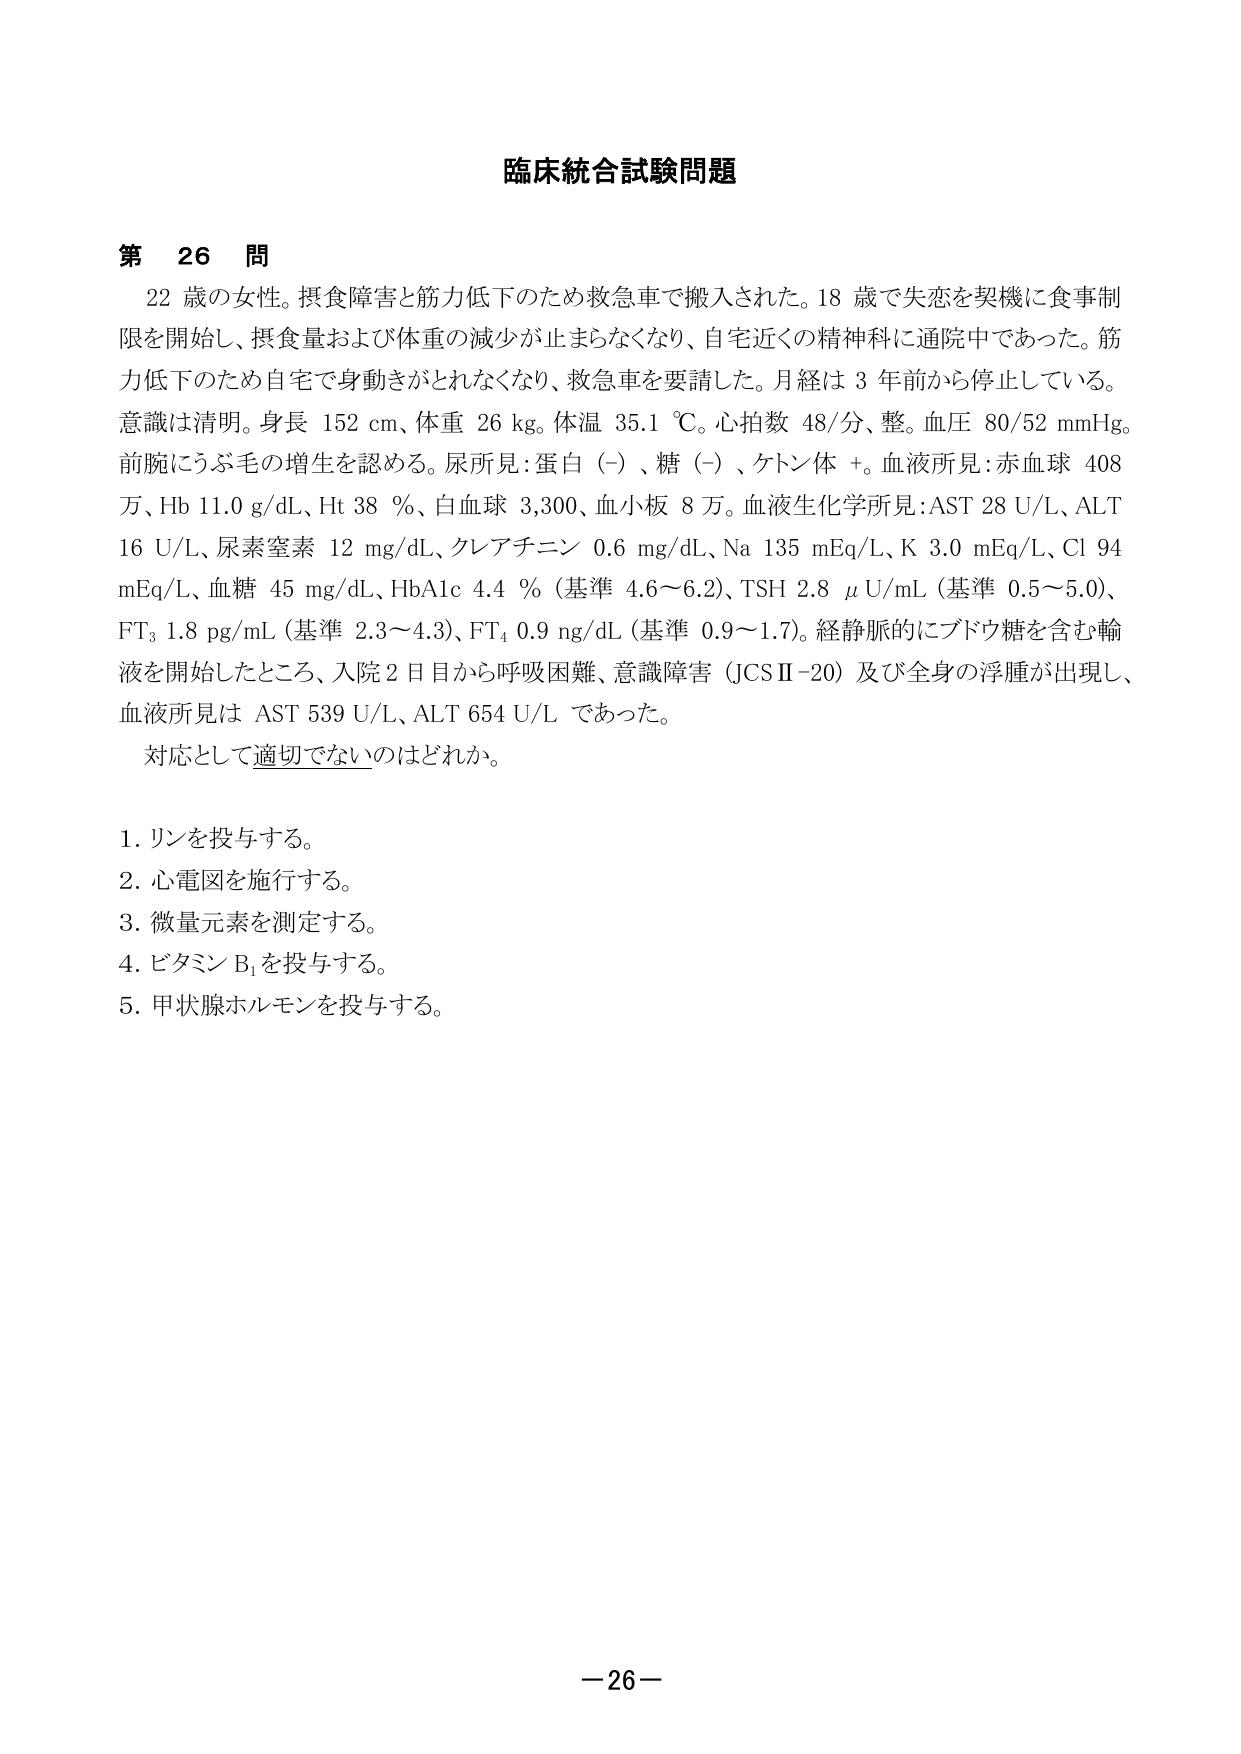 臨床統合試験問題
第 26 問
22 歳の女性。摂食障害と筋力低下のため救急車で搬入された。18 歳で失恋を契機に食事制
限を開始し、摂食量および体重の減少が止まらなくなり、自宅近くの精神科に通院中であった。筋
力低下のため自宅で身動きがとれなくなり、救急車を要請した。月経は 3 年前から停止している。
意識は清明。身長 152 cm、体重 26 kg。体温 35.1 ℃。心拍数 48/分、整。血圧 80/52 mmHg。
前腕にうぶ毛の増生を認める。尿所見：蛋白 (-) 、糖 (-) 、ケトン体 +。血液所見：赤血球 408
万、Hb 11.0 g/dL、Ht 38 %、白血球 3,300、血小板 8 万。血液生化学所見：AST 28 U/L、ALT
16 U/L、尿素窒素 12 mg/dL、クレアチニン 0.6 mg/dL、Na 135 mEq/L、K 3.0 mEq/L、Cl 94
mEq/L、血糖 45 mg/dL、HbA1c 4.4 % (基準 4.6～6.2)、TSH 2.8 μU/mL (基準 0.5～5.0)、
FT₃ 1.8 pg/mL (基準 2.3～4.3)、FT₄ 0.9 ng/dL (基準 0.9～1.7)。経静脈的にブドウ糖を含む輸
液を開始したところ、入院 2 日目から呼吸困難、意識障害 (JCSⅡ-20) 及び全身の浮腫が出現し、
血液所見は AST 539 U/L、ALT 654 U/L であった。
対応として適切でないのはどれか。
1. リンを投与する。
2. 心電図を施行する。
3. 微量元素を測定する。
4. ビタミン B₁を投与する。
5. 甲状腺ホルモンを投与する。
－26－